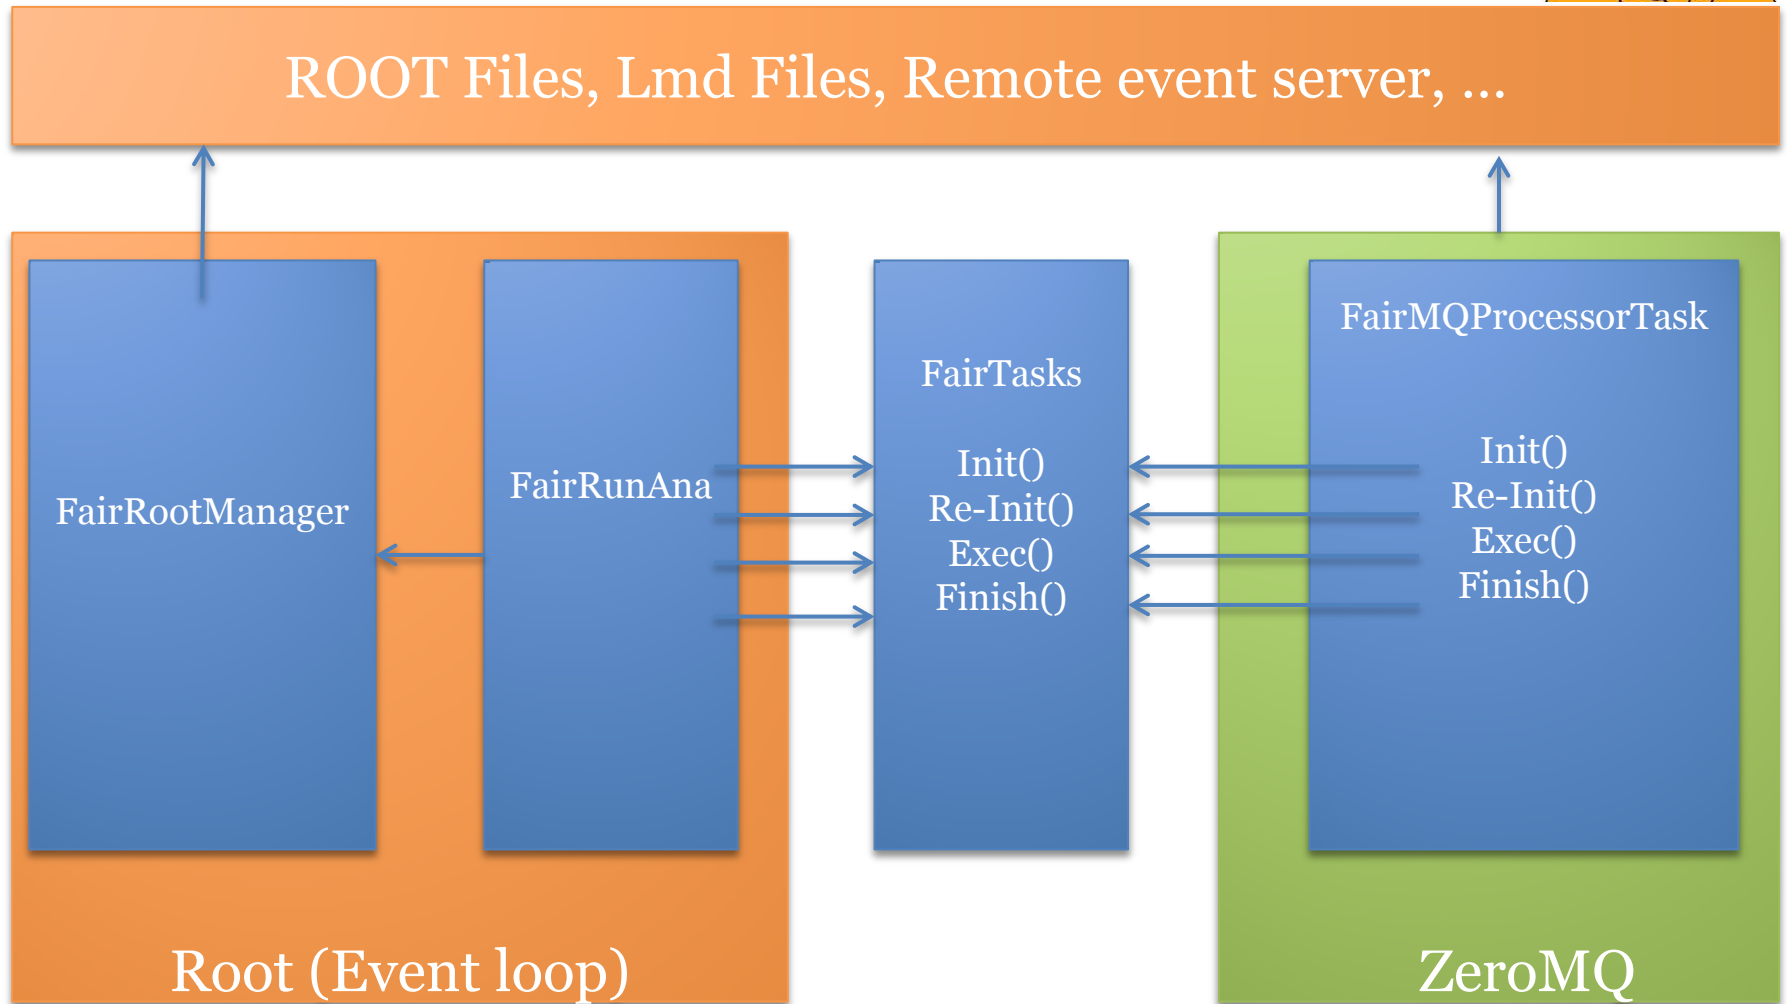 ROOT Files, Lmd Files, Remote event server, ...
FairRootManager
FairRunAna
FairTasks
Init()
Re-Init()
Exec()
Finish()
FairMQProcessorTask
Init()
Re-Init()
Exec()
Finish()
Root (Event loop)
ZeroMQ